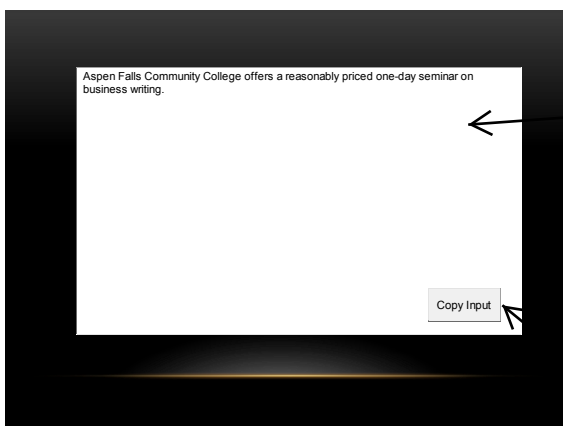 Aspen Falls Community College offers a reasonably priced one-day seminar on
business writing.
Copy Input